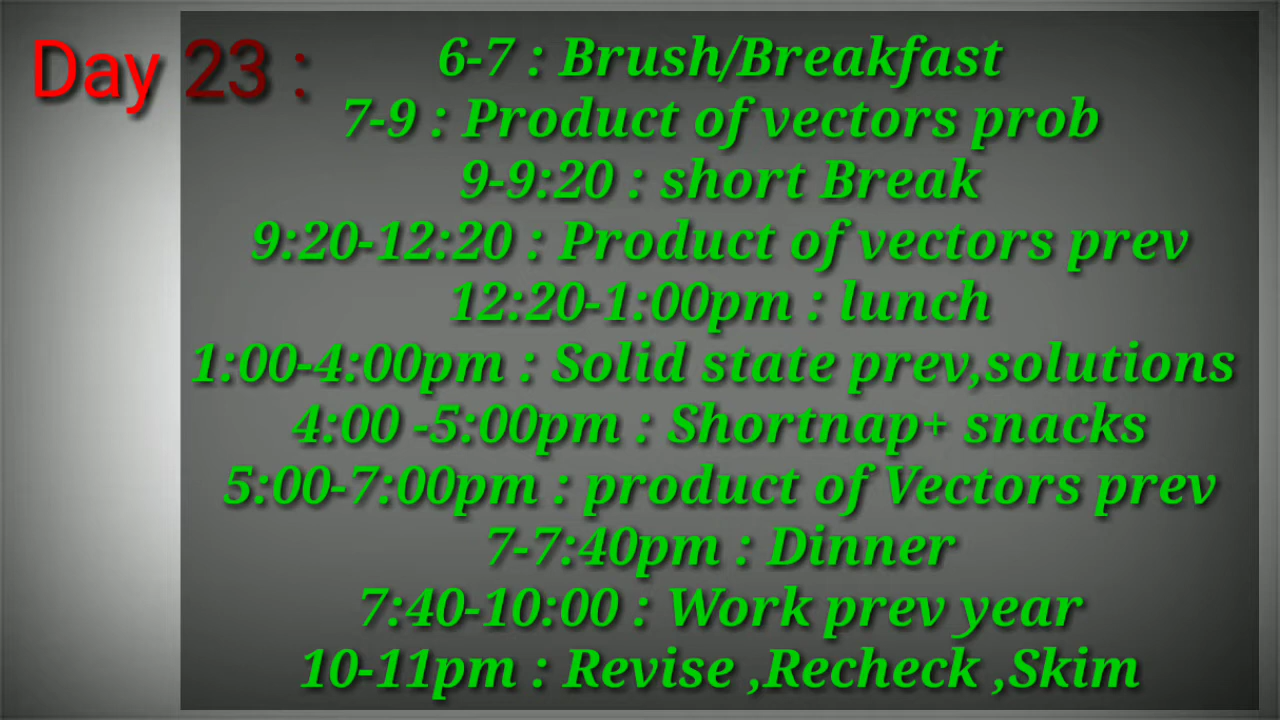 Day 23 :
6-7 : Brush/Breakfast
7-9 : Product of vectors prob
9-9:20 : short Break
9:20-12:20 : Product of vectors prev
12:20-1:00pm : lunch
1:00-4:00pm : Solid state prev,solutions
4:00 -5:00pm : Shortnap+ snacks
5:00-7:00pm : product of Vectors prev
7-7:40pm : Dinner
7:40-10:00 : Work prev year
10-11pm : Revise ,Recheck ,Skim